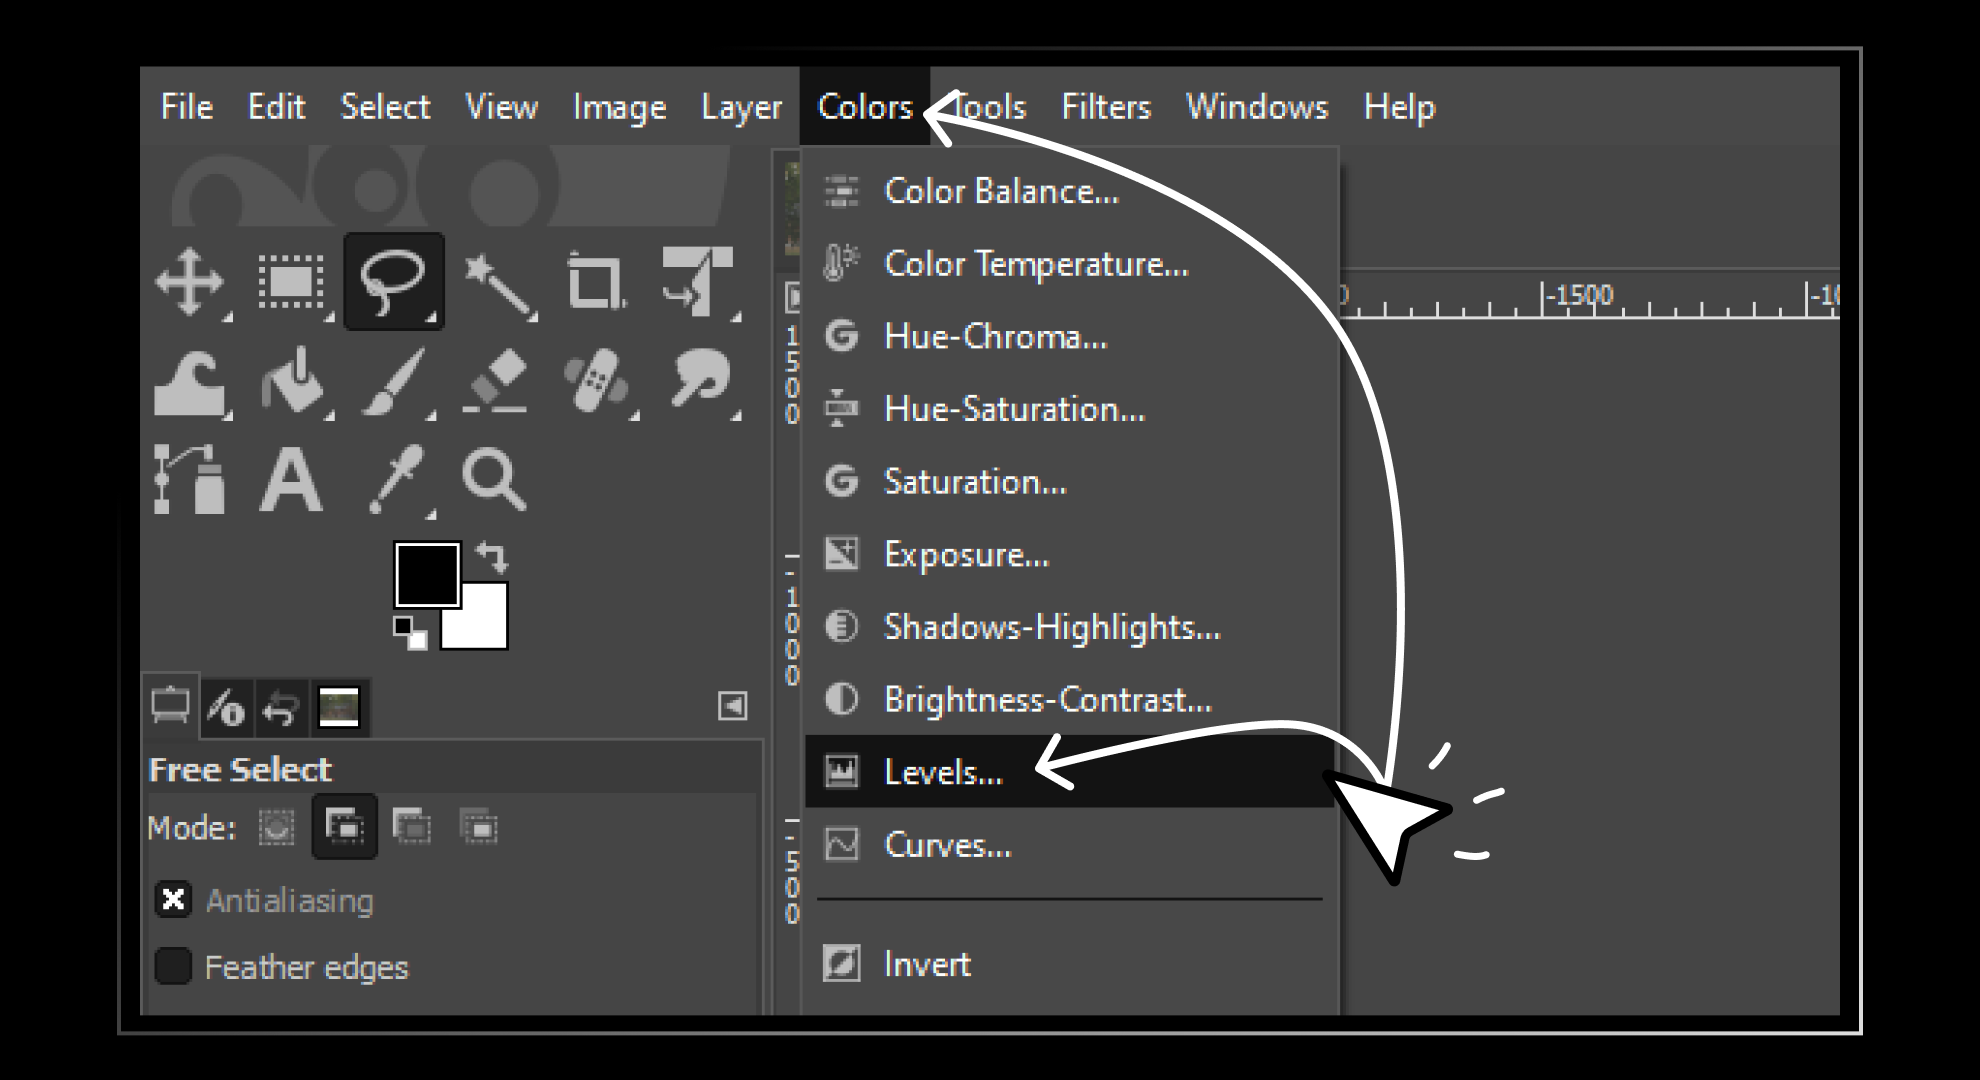 File Edit Select View Image Layer Colors Tools Filters Windows Help
Color Balance...
Color Temperature...
Hue-Chroma...
Hue-Saturation...
Saturation...
Exposure...
Shadows-Highlights...
Brightness-Contrast...
Levels...
Curves...
Invert
-1500
1500
-1000
-500
Free Select
Mode:
Antialiasing
Feather edges